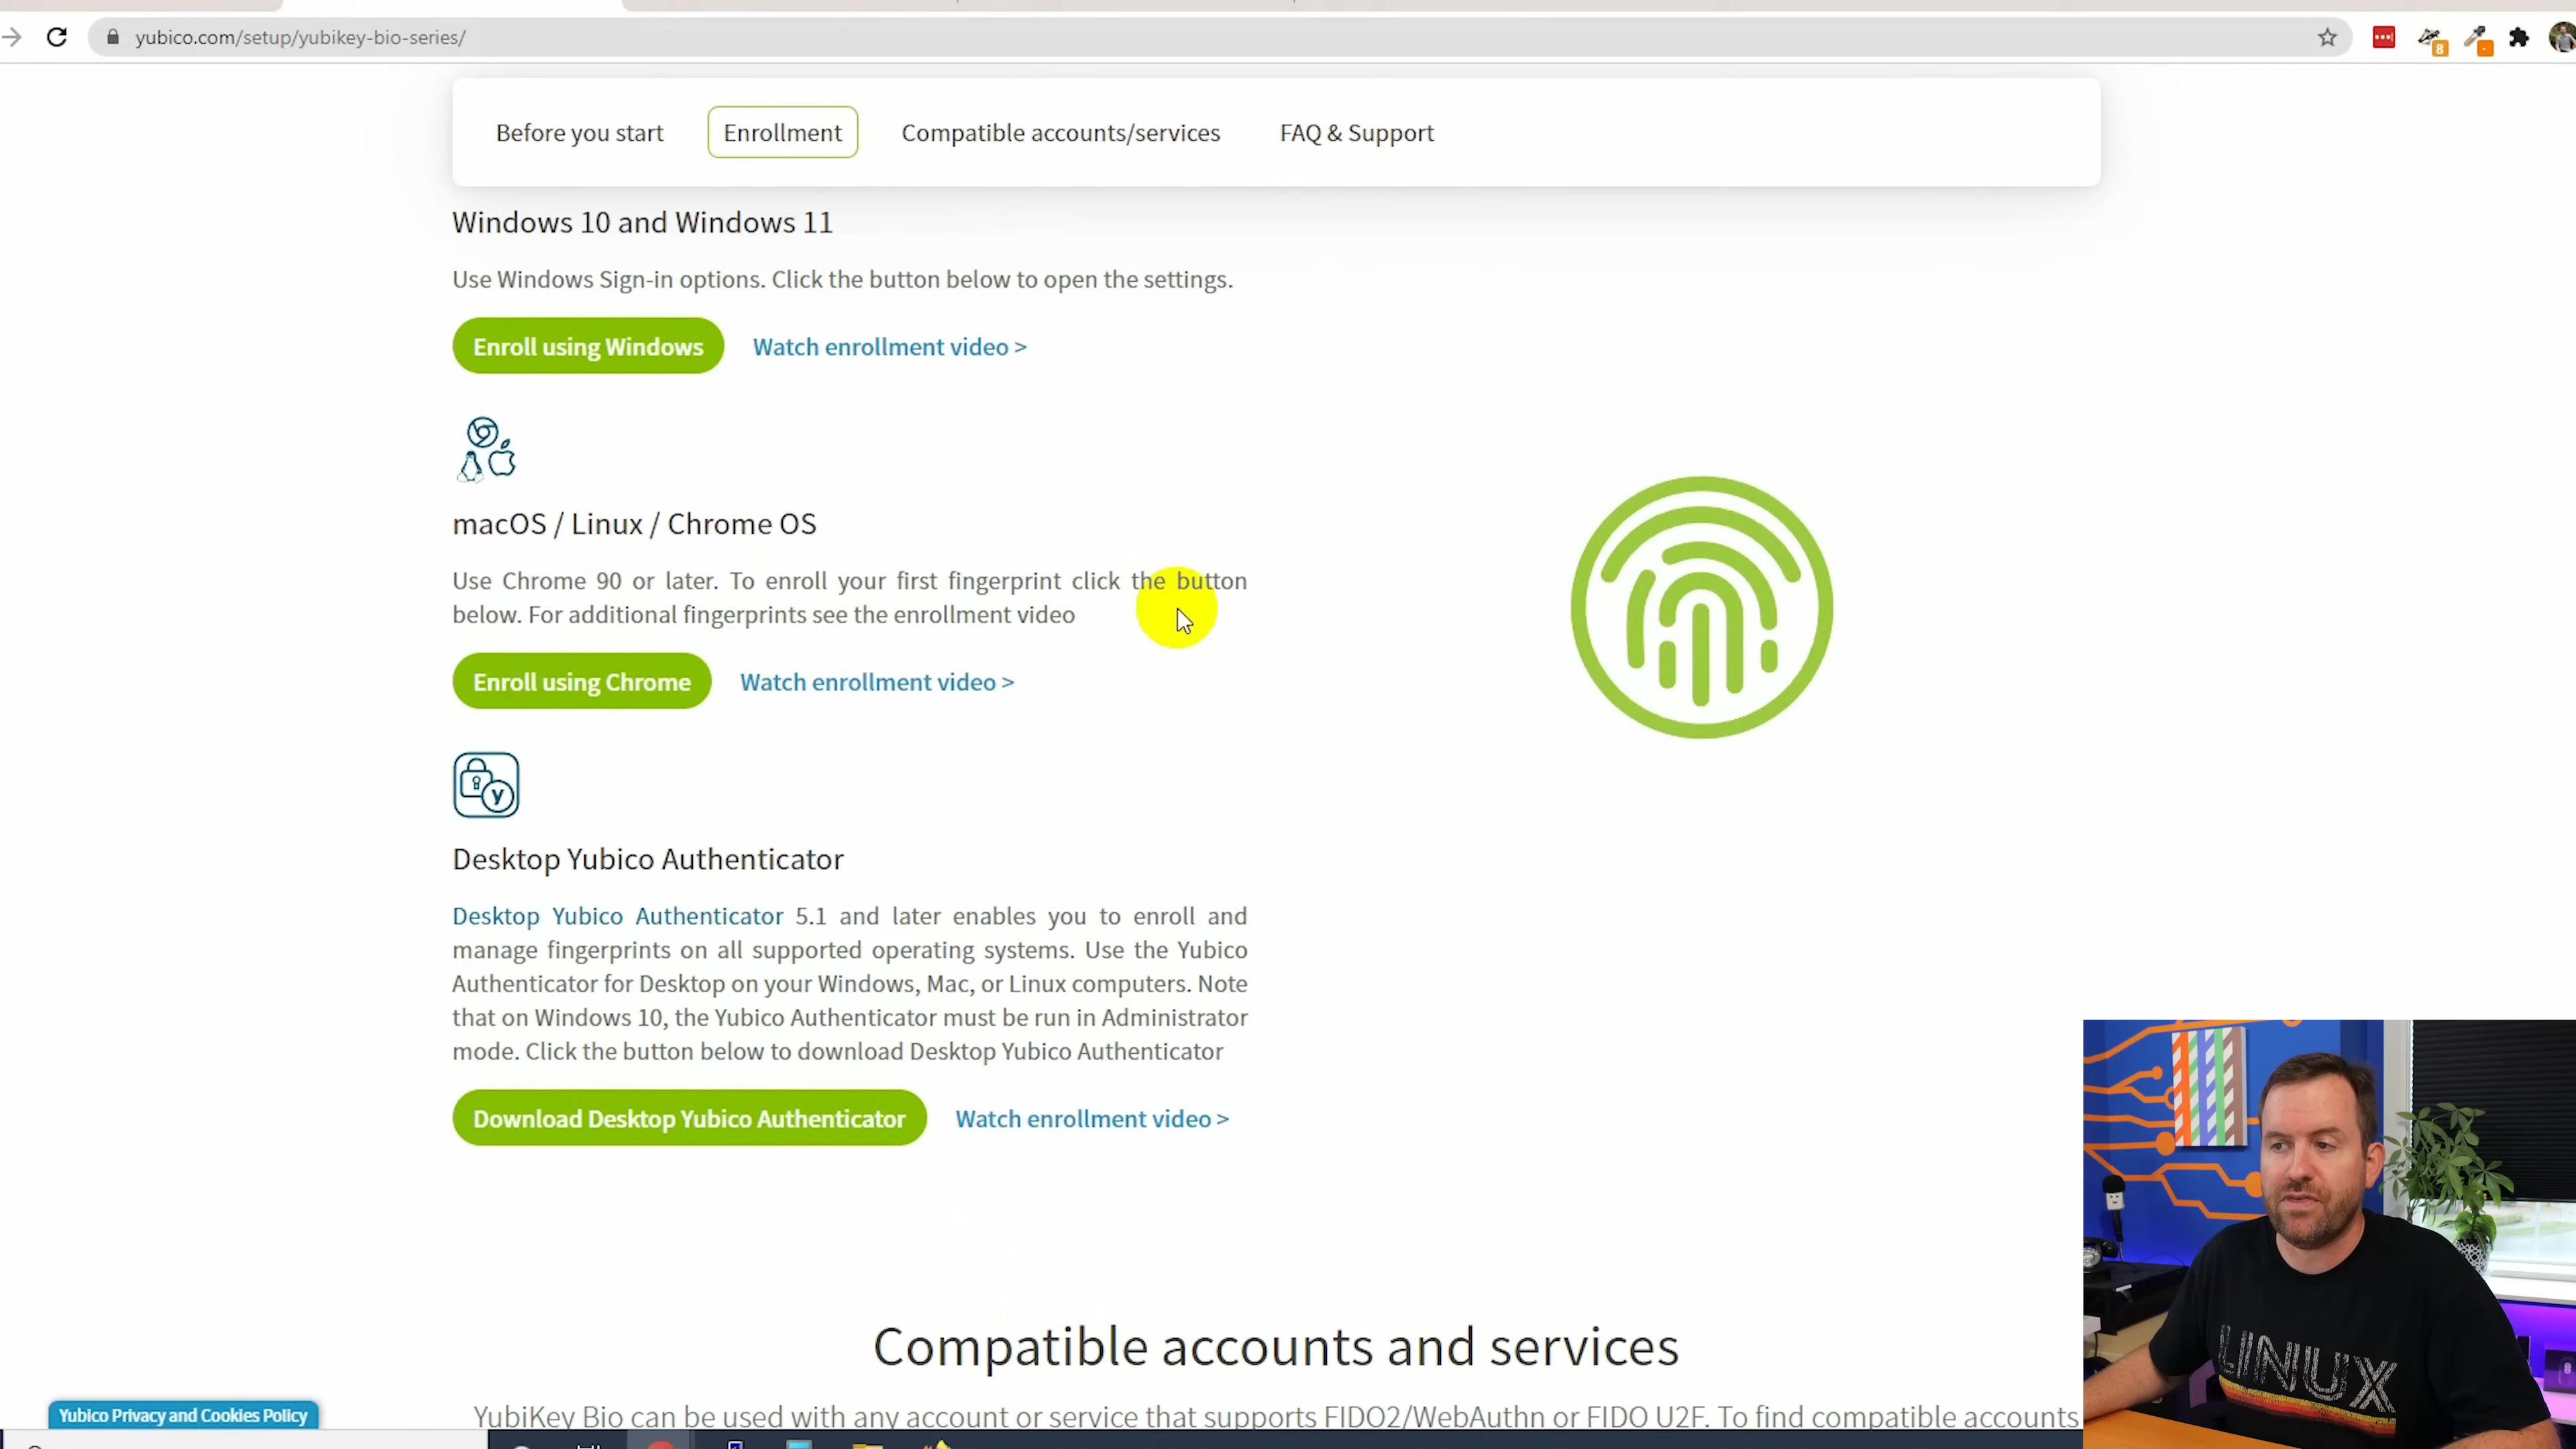 yubico.com/setup/yubikey-bio-series/
8
Before you start
Enrollment
Compatible accounts/services
FAQ & Support
Windows 10 and Windows 11
Use Windows Sign-in options. Click the button below to open the settings.
Enroll using Windows
Watch enrollment video >
macOS / Linux / Chrome OS
Use Chrome 90 or later. To enroll your first fingerprint click the button
below. For additional fingerprints see the enrollment video
Enroll using Chrome
Watch enrollment video >
y
Desktop Yubico Authenticator
Desktop Yubico Authenticator 5.1 and later enables you to enroll and
manage fingerprints on all supported operating systems. Use the Yubico
Authenticator for Desktop on your Windows, Mac, or Linux computers. Note
that on Windows 10, the Yubico Authenticator must be run in Administrator
mode. Click the button below to download Desktop Yubico Authenticator
Download Desktop Yubico Authenticator
Watch enrollment video >
LINUX
Compatible accounts and services
Yubico Privacy and Cookies Policy
YubiKey Bio can be used with any account or service that supports FIDO2/WebAuthn or FIDO U2F. To find compatible accounts